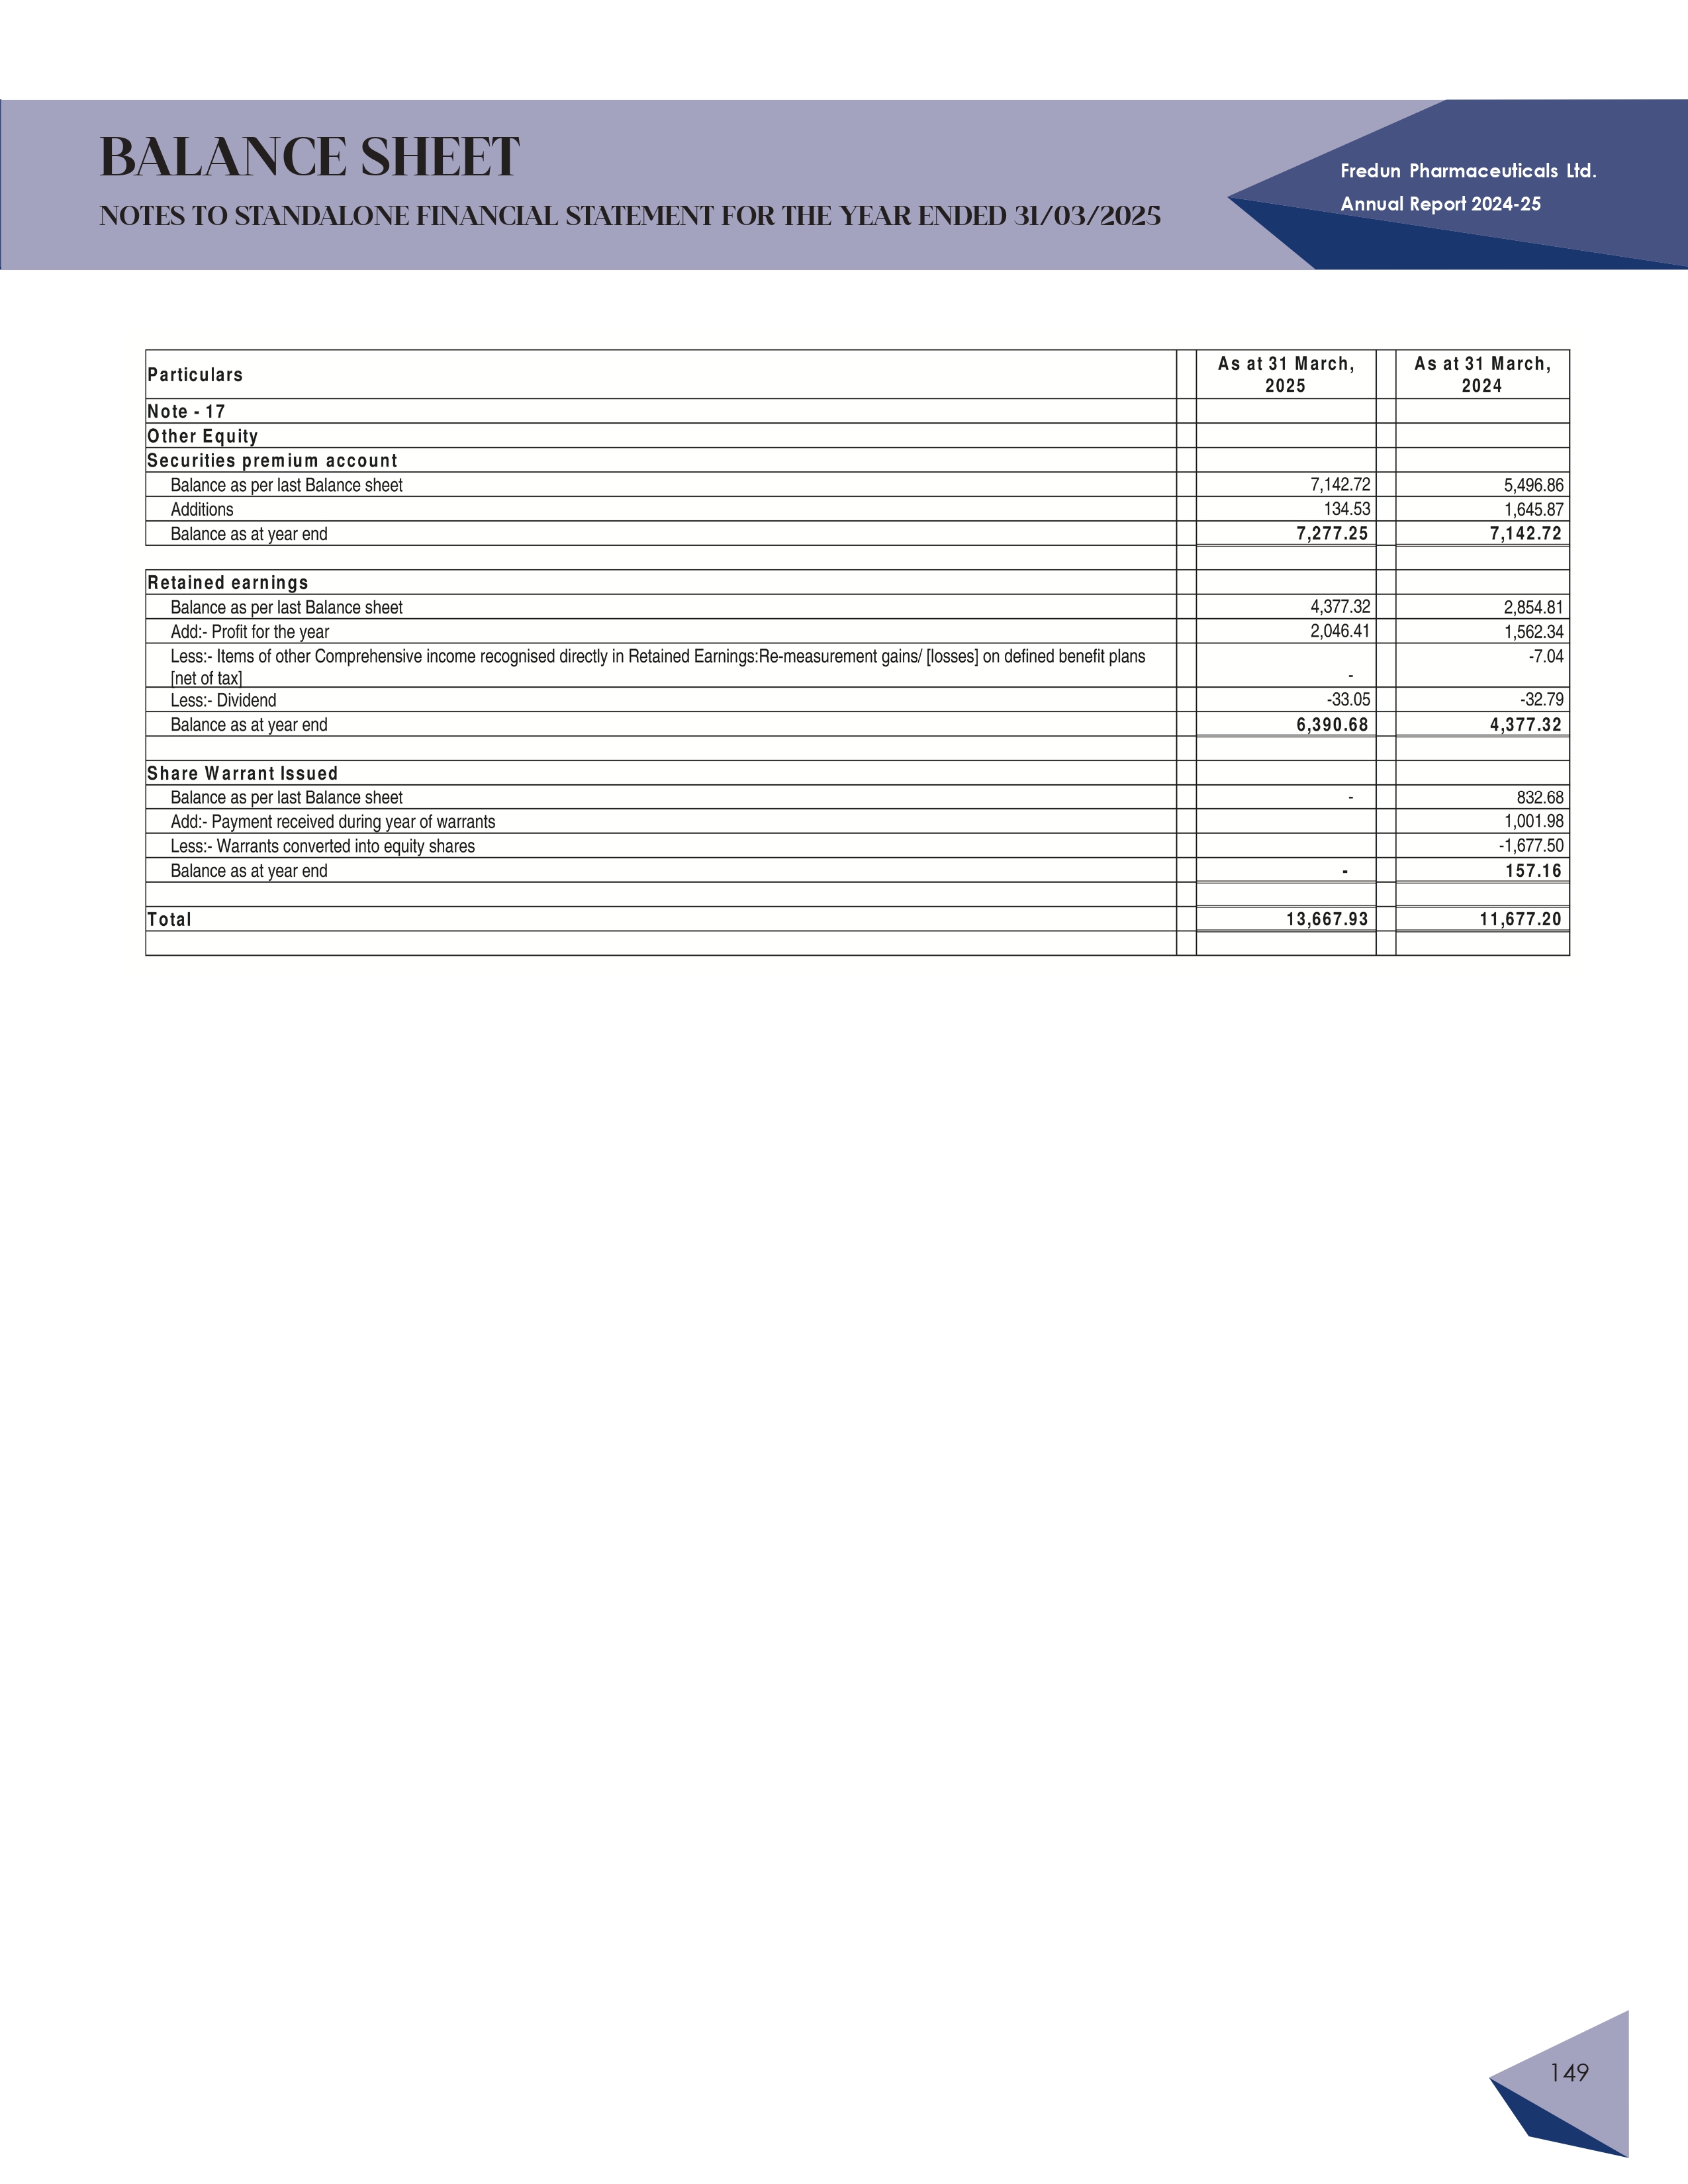 BALANCE SHEET
NOTES TO STANDALONE FINANCIAL STATEMENT FOR THE YEAR ENDED 31/03/2025
Fredun Pharmaceuticals Ltd.
Annual Report 2024-25
Particulars As at 31 March, 2025 As at 31 March, 2024
Note - 17
Other Equity
Securities premium account
Balance as per last Balance sheet 7,142.72 5,496.86
Additions 134.53 1,645.87
Balance as at year end 7,277.25 7,142.72
Retained earnings
Balance as per last Balance sheet 4,377.32 2,854.81
Add:- Profit for the year 2,046.41 1,562.34
Less:- Items of other Comprehensive income recognised directly in Retained Earnings:Re-measurement gains/ [losses] on defined benefit plans
[net of tax] - -7.04
Less:- Dividend -33.05 -32.79
Balance as at year end 6,390.68 4,377.32
Share Warrant Issued
Balance as per last Balance sheet - 832.68
Add:- Payment received during year of warrants 1,001.98
Less:- Warrants converted into equity shares -1,677.50
Balance as at year end - 157.16
Total 13,667.93 11,677.20
149